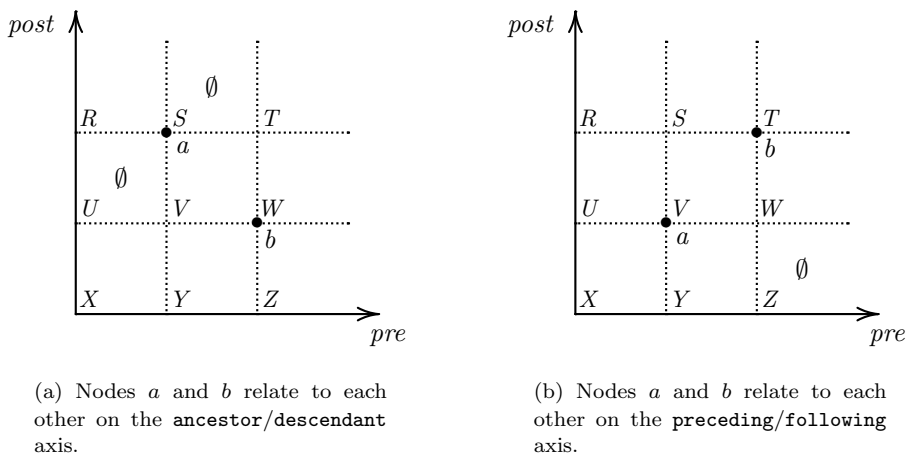 post
∅
R S T
a
∅
U V W
b
X Y Z
pre
(a) Nodes a and b relate to each
other on the ancestor/descendant
axis.
post
R S T
b
U V W
a
∅
X Y Z
pre
(b) Nodes a and b relate to each
other on the preceding/following
axis.